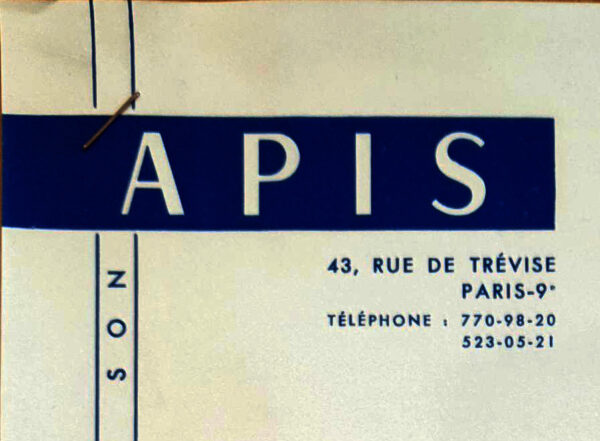 APIS
SON
43, RUE DE TRÉVISE
PARIS-9ᵉ
TÉLÉPHONE : 770-98-20
523-05-21